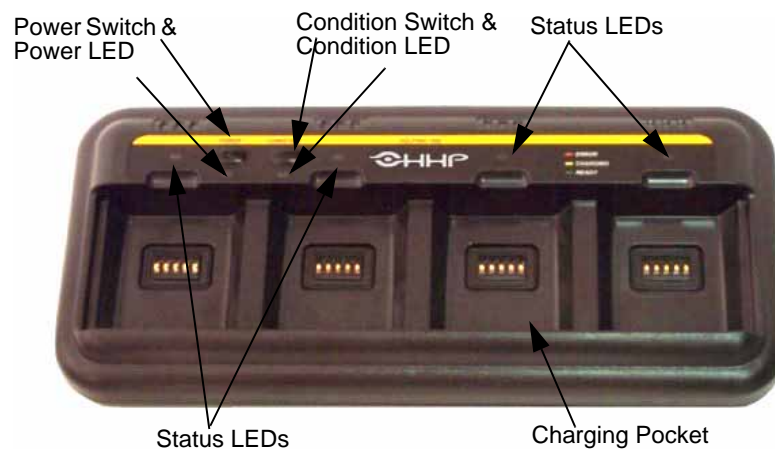 Power Switch &
Power LED
Condition Switch &
Condition LED
Status LEDs
HHP
ERROR
CHARGING
READY
Status LEDs
Charging Pocket